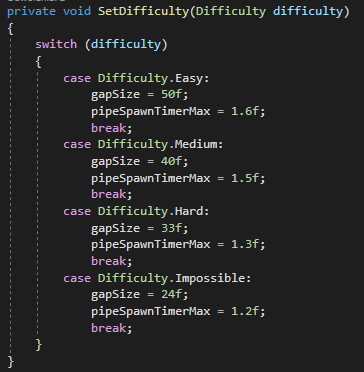 private void SetDifficulty(Difficulty difficulty)
{
    switch (difficulty)
    {
        case Difficulty.Easy:
            gapSize = 50f;
            pipeSpawnTimerMax = 1.6f;
            break;
        case Difficulty.Medium:
            gapSize = 40f;
            pipeSpawnTimerMax = 1.5f;
            break;
        case Difficulty.Hard:
            gapSize = 33f;
            pipeSpawnTimerMax = 1.3f;
            break;
        case Difficulty.Impossible:
            gapSize = 24f;
            pipeSpawnTimerMax = 1.2f;
            break;
    }
}